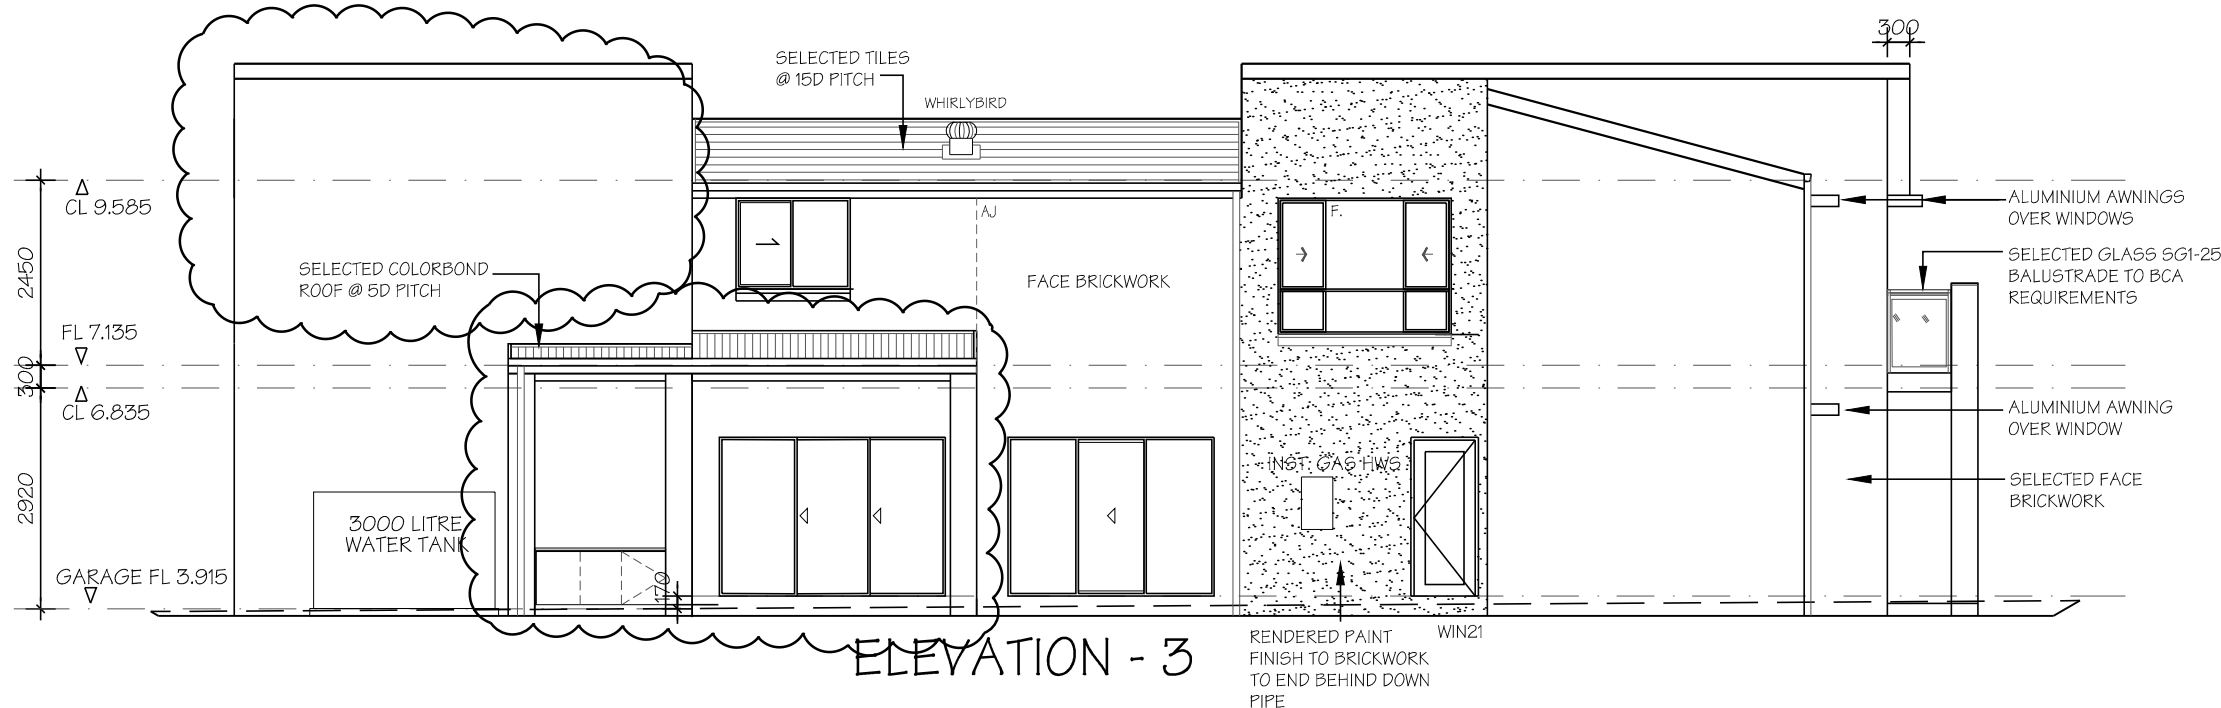 300
SELECTED TILES
@ 15D PITCH
WHIRLYBIRD
CL 9.585
ALUMINIUM AWNINGS
OVER WINDOWS
AJ
F.
1
2450
SELECTED COLORBOND
ROOF @ 5D PITCH
FACE BRICKWORK
SELECTED GLASS SG1-25
BALUSTRADE TO BCA
REQUIREMENTS
FL 7.135
300
CL 6.835
ALUMINIUM AWNING
OVER WINDOW
INST. GAS HWS
2920
3000 LITRE
WATER TANK
SELECTED FACE
BRICKWORK
GARAGE FL 3.915
170
ELEVATION - 3
RENDERED PAINT
FINISH TO BRICKWORK
TO END BEHIND DOWN
PIPE
WIN21